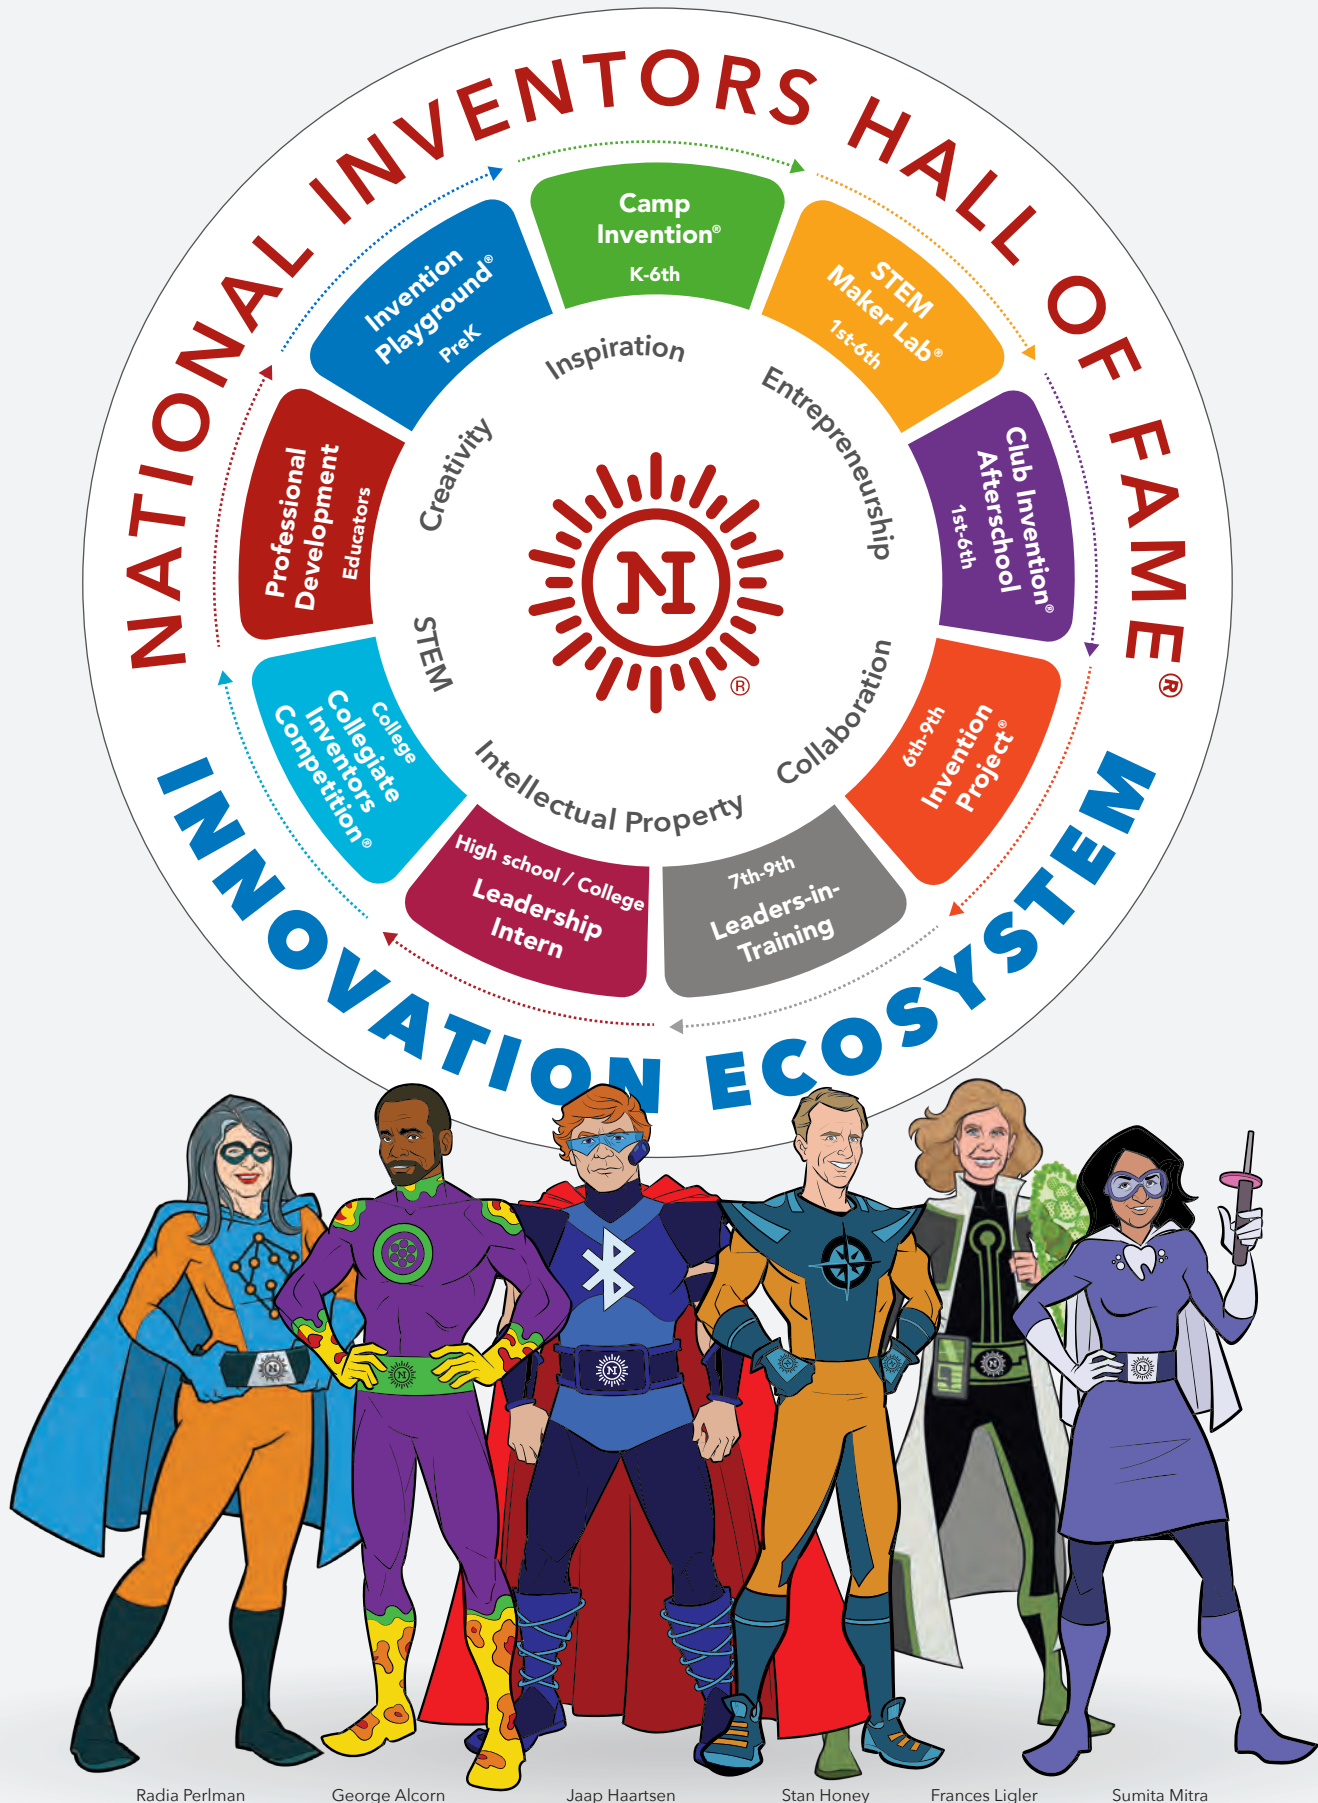 NATIONAL INVENTORS HALL OF FAME®
INNOVATION ECOSYSTEM
Camp
Invention®
K-6th
STEM
Maker Lab®
1st-6th
Club Invention®
Afterschool
1st-6th
6th-9th
Invention
Project®
7th-9th
Leaders-in-
Training
High school / College
Leadership
Intern
College
Collegiate
Inventors
Competition®
Professional
Development
Educators
Invention
Playground®
PreK
Inspiration
Entrepreneurship
Collaboration
Intellectual Property
STEM
Creativity
N
®
N
N
N
N
N
Radia Perlman
George Alcorn
Jaap Haartsen
Stan Honey
Frances Ligler
Sumita Mitra